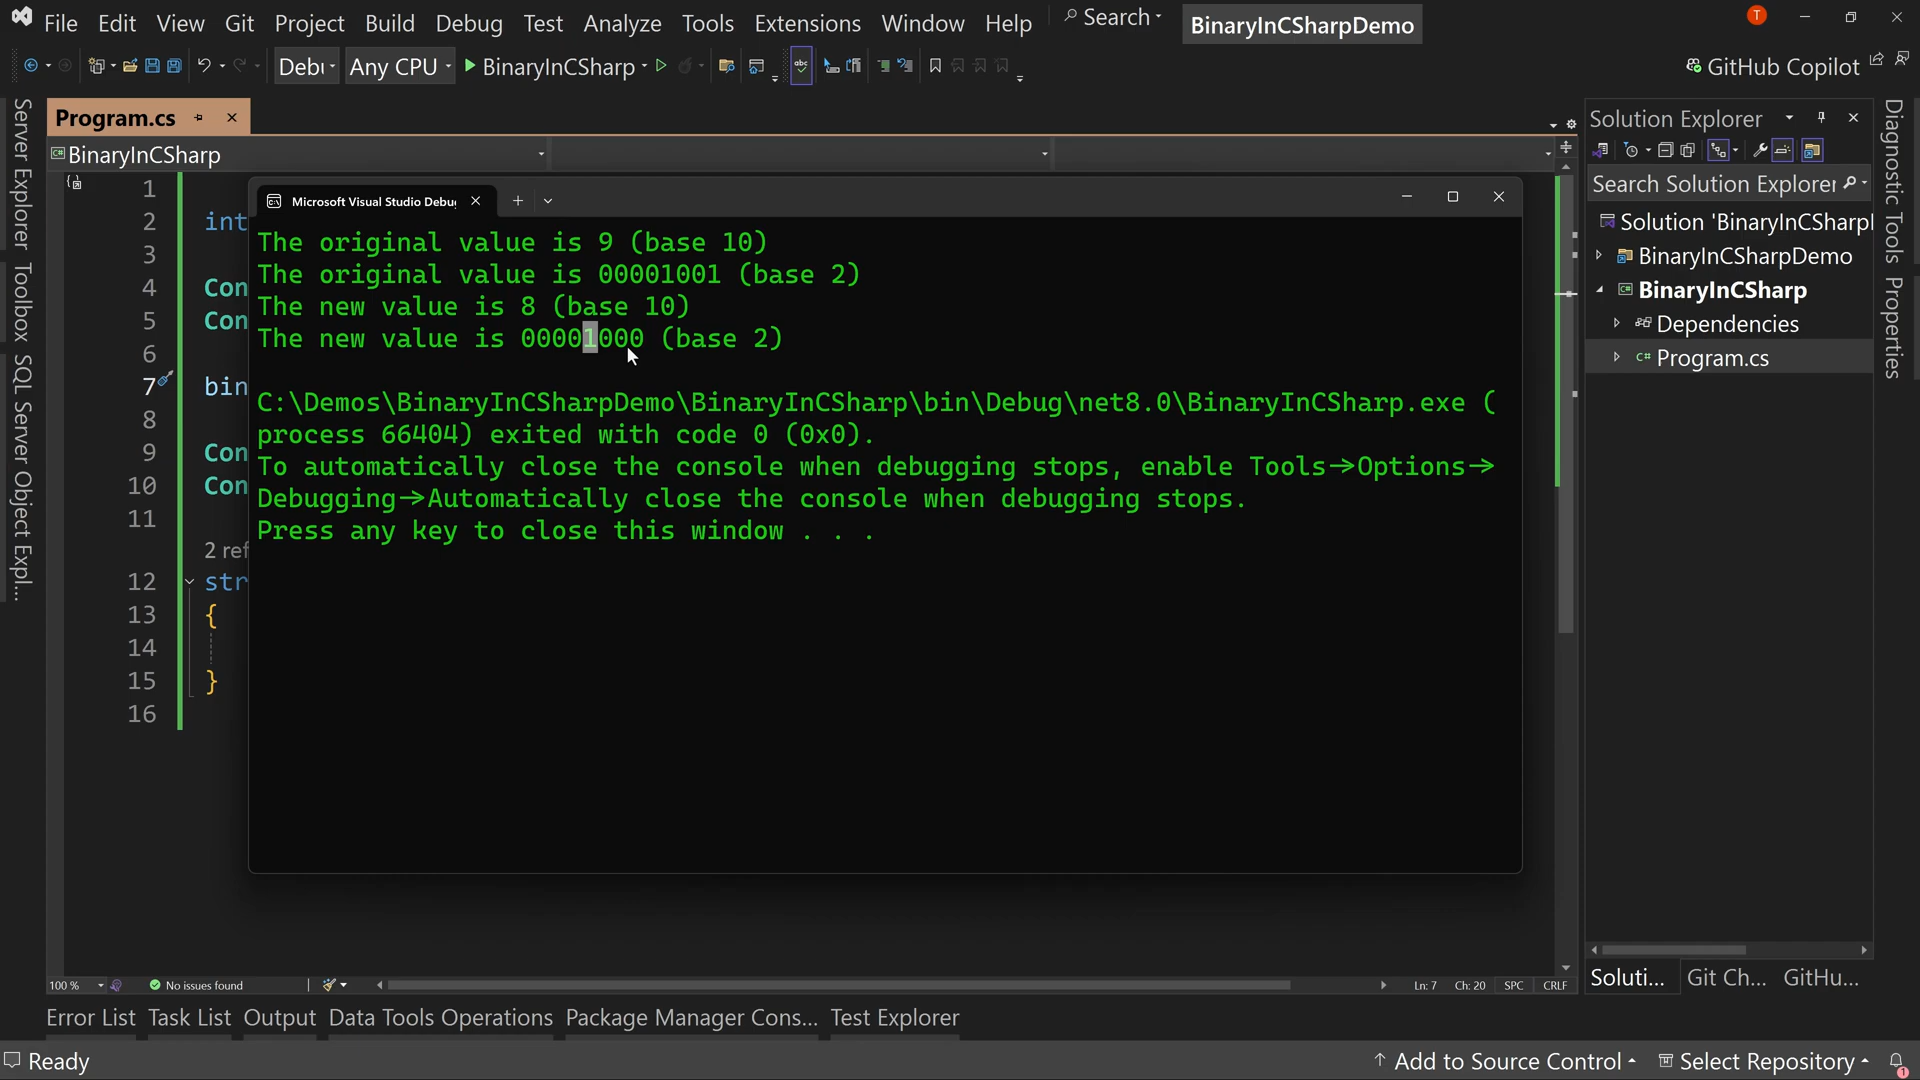 File Edit View Git Project Build Debug Test Analyze Tools Extensions Window Help Search BinaryInCSharpDemo
Debu Any CPU BinaryInCSharp GitHub Copilot
Server Explorer
Toolbox
SQL Server Object Expl...
Program.cs
BinaryInCSharp
1
2 int
3
4 Con
5 Con
6
7 bin
8
9 Con
10 Con
11
2 ref
12 str
13 {
14
15 }
16
Microsoft Visual Studio Debug
The original value is 9 (base 10)
The original value is 00001001 (base 2)
The new value is 8 (base 10)
The new value is 00001000 (base 2)
C:\Demos\BinaryInCSharpDemo\BinaryInCSharp\bin\Debug\net8.0\BinaryInCSharp.exe (
process 66404) exited with code 0 (0x0).
To automatically close the console when debugging stops, enable Tools->Options->
Debugging->Automatically close the console when debugging stops.
Press any key to close this window . . .
Solution Explorer
Search Solution Explorer
Solution 'BinaryInCSharp
BinaryInCSharpDemo
BinaryInCSharp
Dependencies
C# Program.cs
Soluti... Git Ch... GitHu...
Diagnostic Tools
Properties
100 % No issues found Ln: 7 Ch: 20 SPC CRLF
Error List Task List Output Data Tools Operations Package Manager Cons... Test Explorer
Ready Add to Source Control Select Repository 1